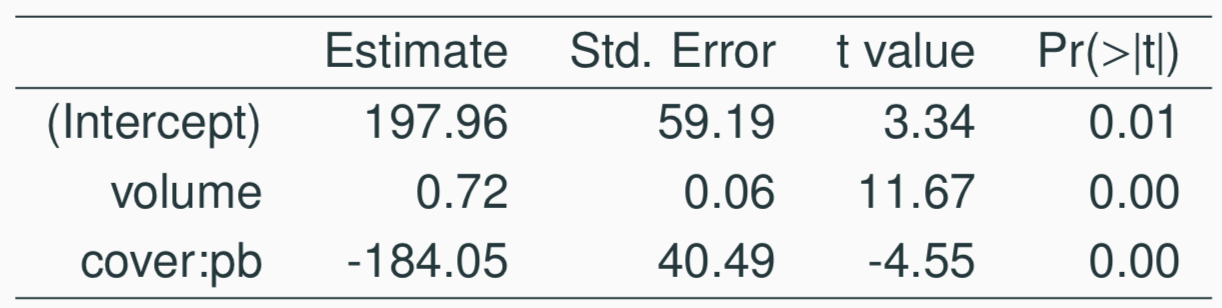 Estimate Std. Error t value Pr(>|t|)
(Intercept) 197.96 59.19 3.34 0.01
volume 0.72 0.06 11.67 0.00
cover:pb -184.05 40.49 -4.55 0.00